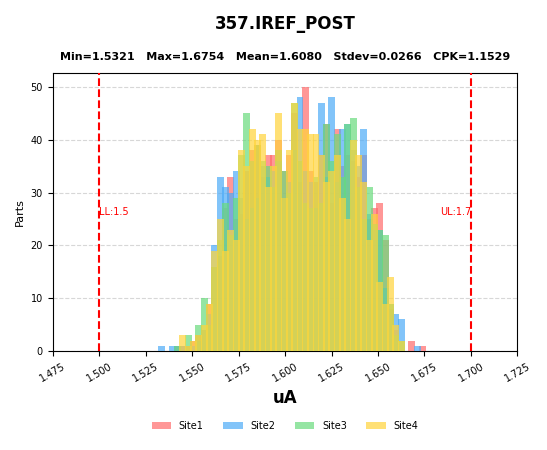 357.IREF_POST
Min=1.5321 Max=1.6754 Mean=1.6080 Stdev=0.0266 CPK=1.1529
50
40
30
20
10
0
Parts
LL:1.5
UL:1.7
1.475 1.500 1.525 1.550 1.575 1.600 1.625 1.650 1.675 1.700 1.725
uA
Site1 Site2 Site3 Site4